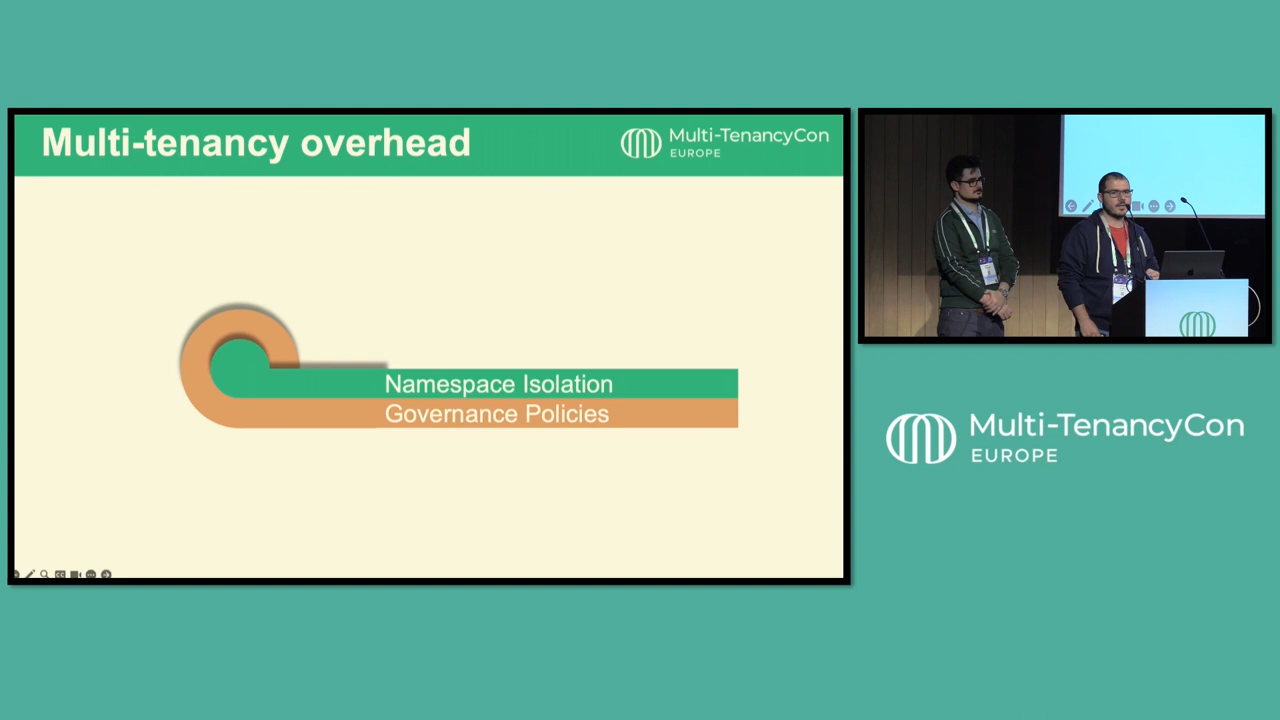 Multi-tenancy overhead
Multi-TenancyCon
EUROPE
Namespace Isolation
Governance Policies
Multi-TenancyCon
EUROPE